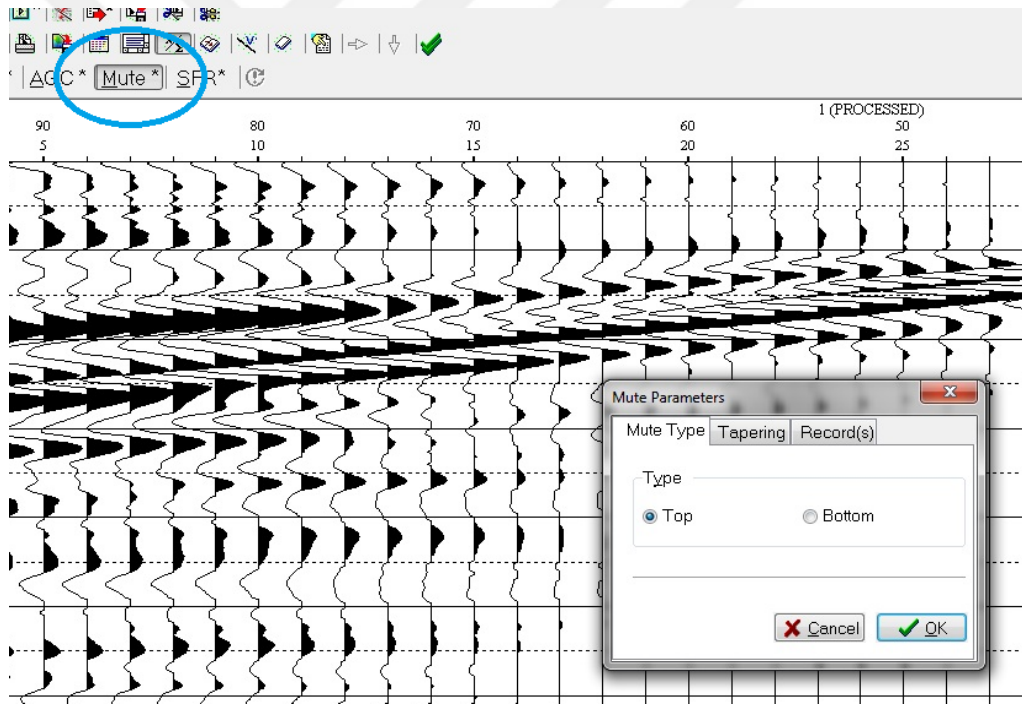 * AGC * Mute * SFR*
1 (PROCESSED)
90 80 70 60 50
5 10 15 20 25
Mute Parameters
Mute Type Tapering Record(s)
Type
Top Bottom
Cancel OK